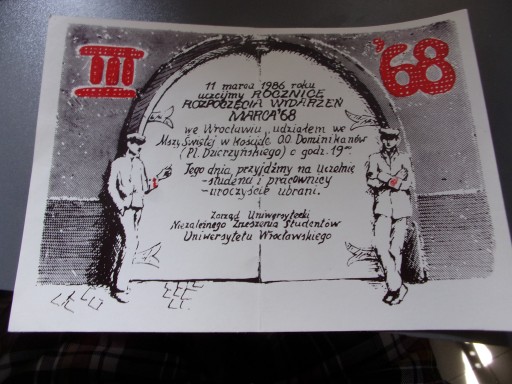 III
'68
11 marca 1986 roku
uczcijmy ROCZNICĘ
ROZPOCZĘCIA WYDARZEŃ
MARCA'68
we Wrocławiu, udziałem we
Mszy Świętej w Kościele O.O. Dominikanów
(Pl. Dzierżyńskiego) o godz. 19⁰⁰
Tego dnia, przyjdźmy na Uczelnię
-studenci i pracownicy
-uroczyście ubrani.
Zarząd Uniwersytecki
Niezależnego Zrzeszenia Studentów
Uniwersytetu Wrocławskiego